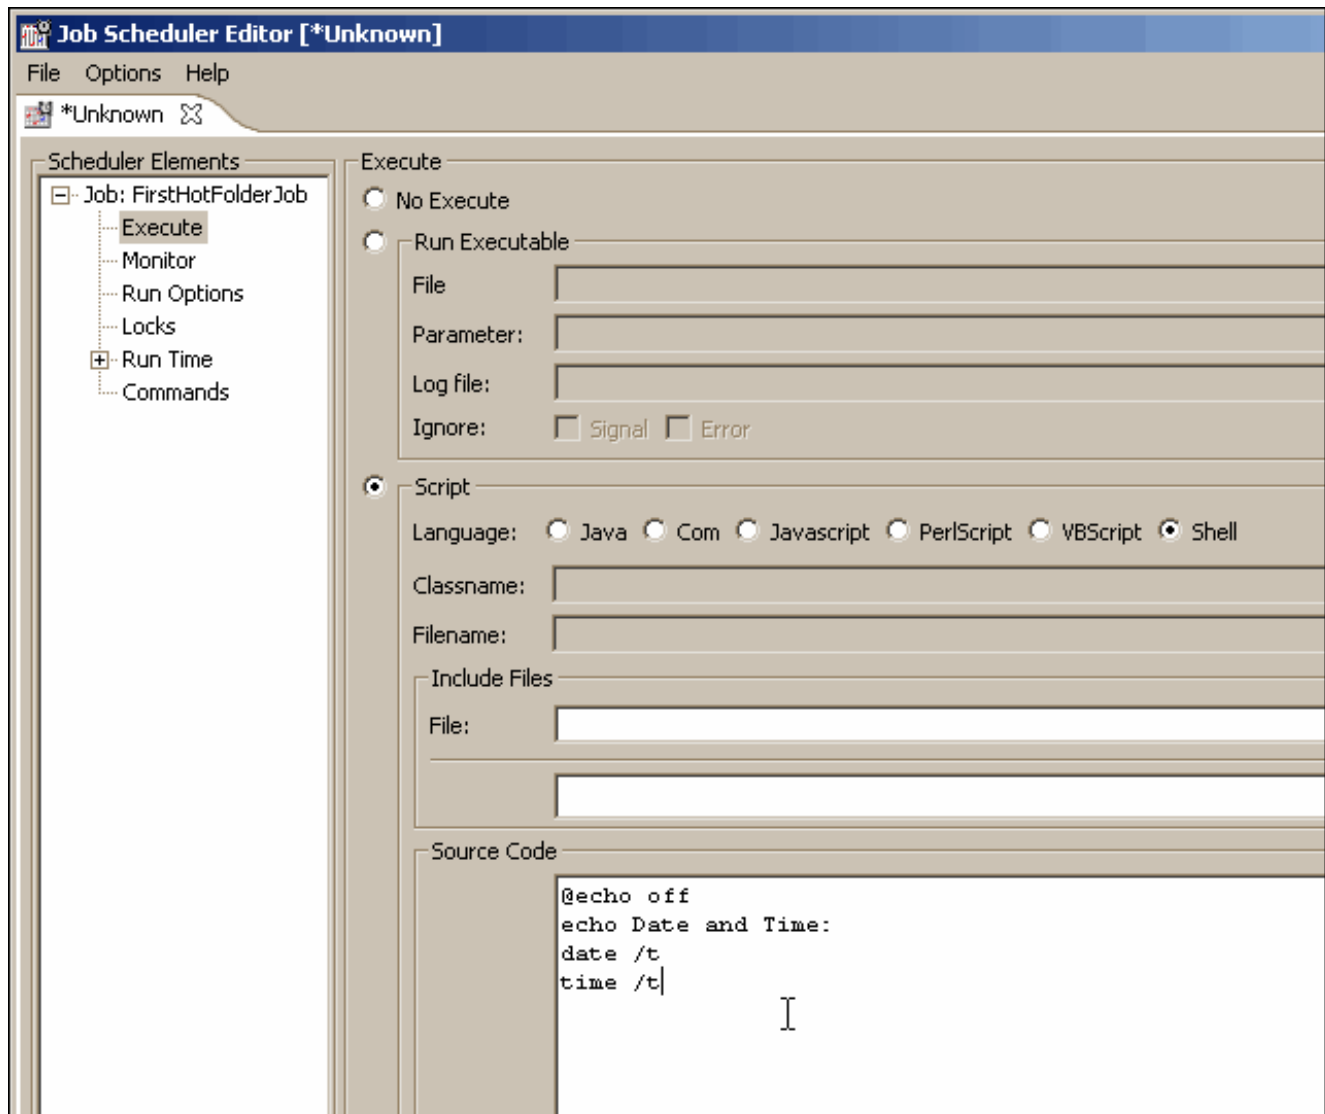 Job Scheduler Editor [*Unknown]
File Options Help
*Unknown
Scheduler Elements
Job: FirstHotFolderJob
Execute
Monitor
Run Options
Locks
Run Time
Commands
Execute
No Execute
Run Executable
File
Parameter:
Log file:
Ignore: Signal Error
Script
Language: Java Com Javascript PerlScript VBScript Shell
Classname:
Filename:
Include Files
File:
Source Code
@echo off
echo Date and Time:
date /t
time /t